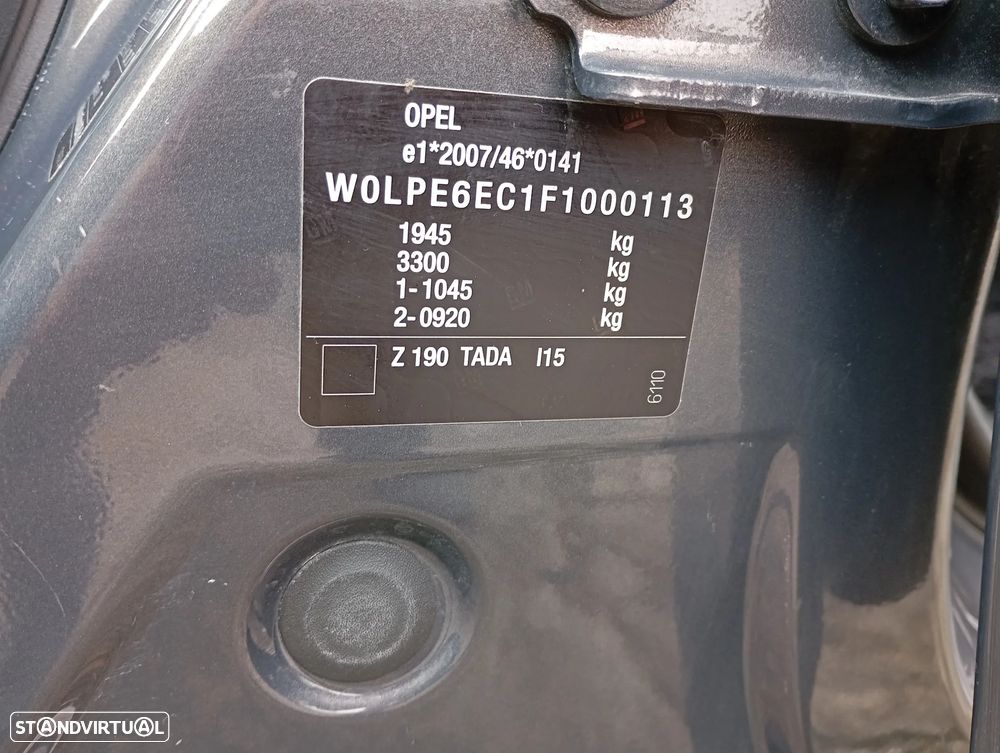 OPEL
e1*2007/46*0141
W0LPE6EC1F1000113
1945 kg
3300 kg
1-1045 kg
2-0920 kg
Z 190 TADA I15
6110
STANDVIRTUAL